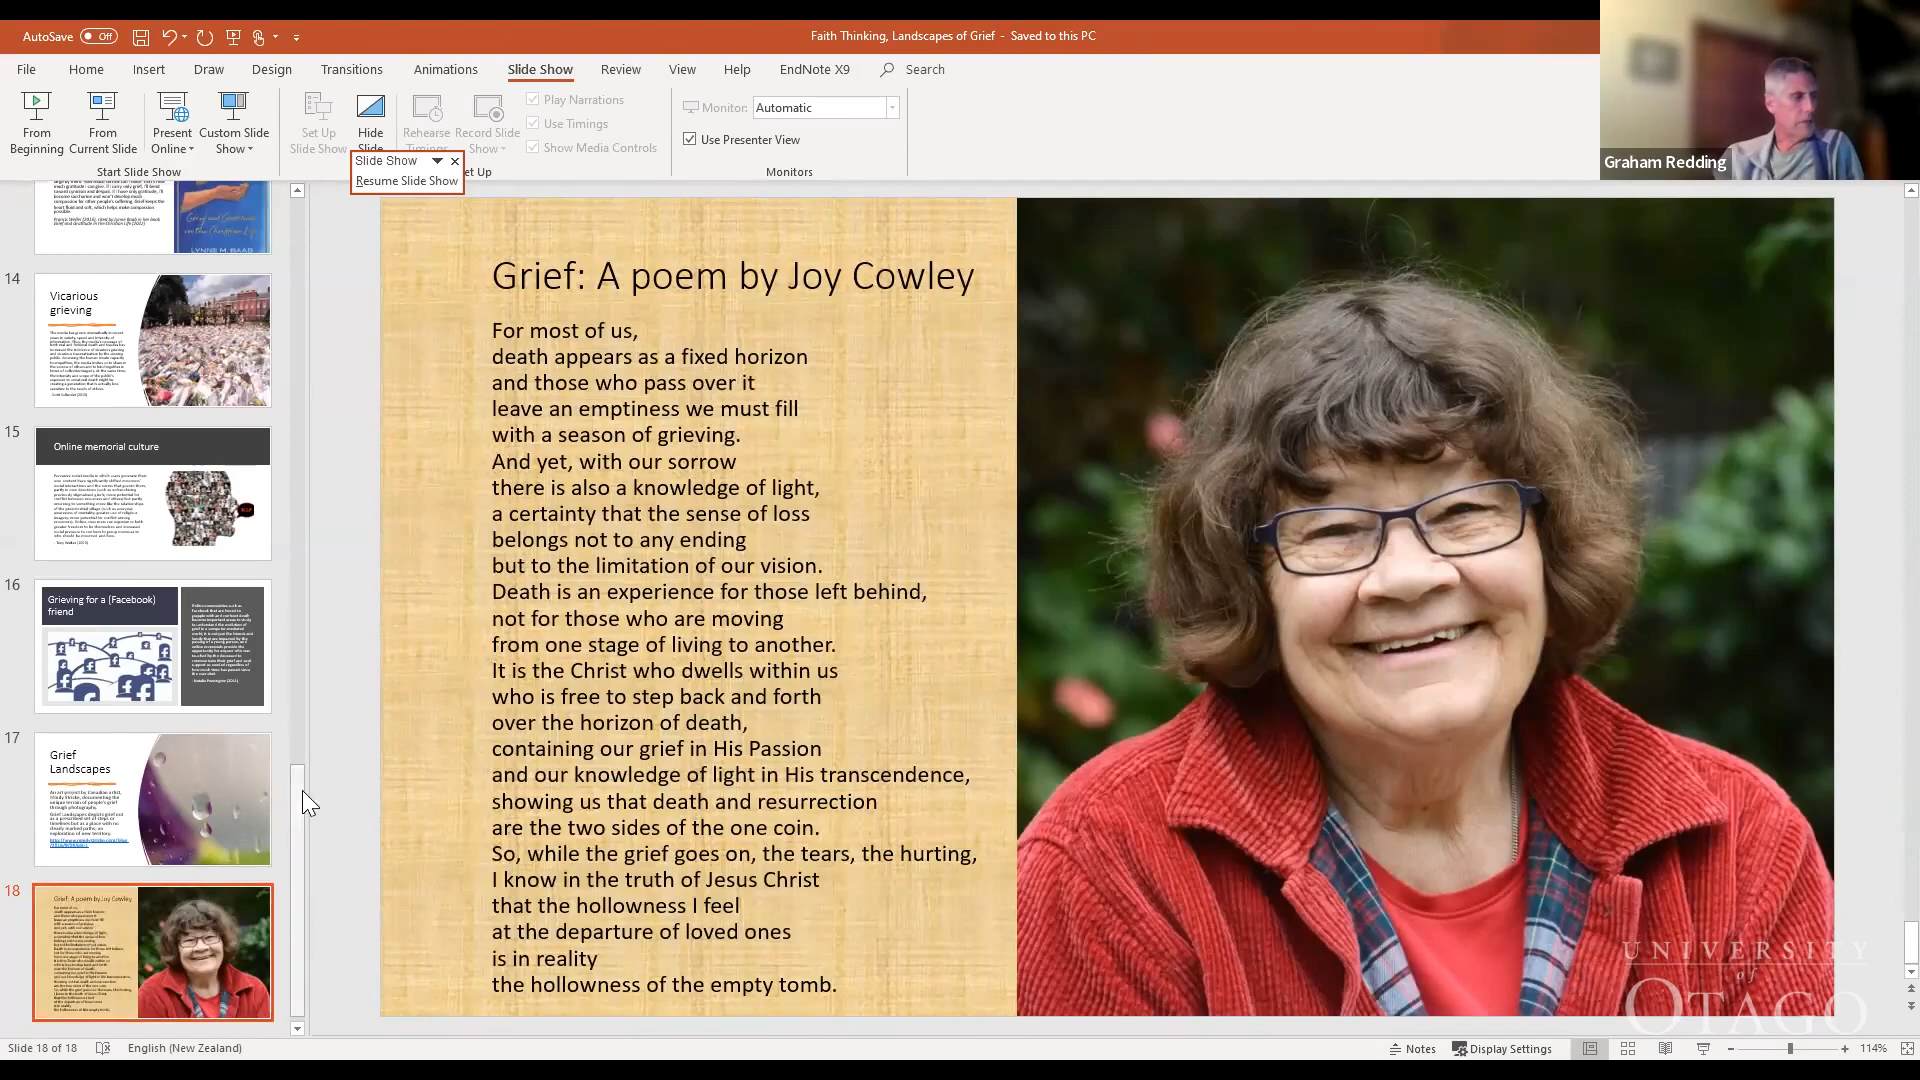 AutoSave Off
Faith Thinking, Landscapes of Grief - Saved to this PC
File Home Insert Draw Design Transitions Animations Slide Show Review View Help EndNote X9 Search
From Beginning
From Current Slide
Present Online
Custom Slide Show
Start Slide Show
Set Up Slide Show
Hide Slide
Rehearse Timings
Record Slide Show
Play Narrations
Use Timings
Show Media Controls
et Up
Monitor: Automatic
Use Presenter View
Monitors
Slide Show
Resume Slide Show
Graham Redding
LYNNE M. BAAB
14
Vicarious
grieving
15
Online memorial culture
16
Grieving for a (Facebook)
friend
17
Grief
Landscapes
18
Grief: A poem by Joy Cowley
Grief: A poem by Joy Cowley
For most of us,
death appears as a fixed horizon
and those who pass over it
leave an emptiness we must fill
with a season of grieving.
And yet, with our sorrow
there is also a knowledge of light,
a certainty that the sense of loss
belongs not to any ending
but to the limitation of our vision.
Death is an experience for those left behind,
not for those who are moving
from one stage of living to another.
It is the Christ who dwells within us
who is free to step back and forth
over the horizon of death,
containing our grief in His Passion
and our knowledge of light in His transcendence,
showing us that death and resurrection
are the two sides of the one coin.
So, while the grief goes on, the tears, the hurting,
I know in the truth of Jesus Christ
that the hollowness I feel
at the departure of loved ones
is in reality
the hollowness of the empty tomb.
UNIVERSITY
of
OTAGO
Slide 18 of 18 English (New Zealand)
Notes Display Settings 114%